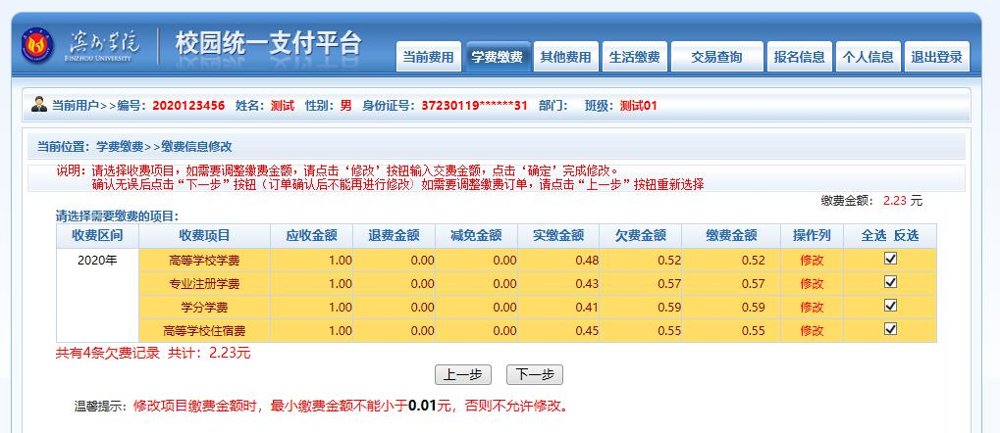 滨州学院
BINZHOU UNIVERSITY
校园统一支付平台
当前费用 学费缴费 其他费用 生活缴费 交易查询 报名信息 个人信息 退出登录
当前用户>>编号：2020123456 姓名：测试 性别：男 身份证号：37230119******31 部门： 班级：测试01
当前位置：学费缴费>>缴费信息修改
说明：请选择收费项目，如需要调整缴费金额，请点击‘修改’按钮输入交费金额，点击‘确定’完成修改。
确认无误后点击“下一步”按钮（订单确认后不能再进行修改）如需要调整缴费订单，请点击“上一步”按钮重新选择
缴费金额： 2.23 元
请选择需要缴费的项目：
收费区间 收费项目 应收金额 退费金额 减免金额 实缴金额 欠费金额 缴费金额 操作列 全选 反选
2020年 高等学校学费 1.00 0.00 0.00 0.48 0.52 0.52 修改
专业注册学费 1.00 0.00 0.00 0.43 0.57 0.57 修改
学分学费 1.00 0.00 0.00 0.41 0.59 0.59 修改
高等学校住宿费 1.00 0.00 0.00 0.45 0.55 0.55 修改
共有4条欠费记录 共计：2.23元
上一步 下一步
温馨提示：修改项目缴费金额时，最小缴费金额不能小于0.01元，否则不允许修改。